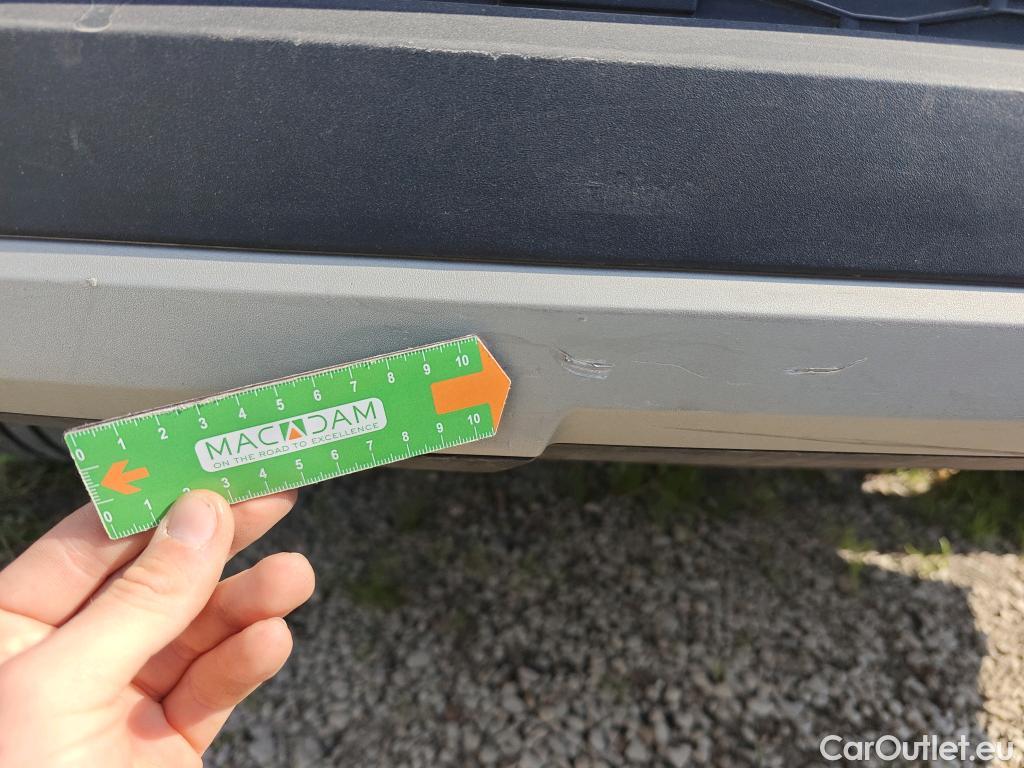 0 1 2 3 4 5 6 7 8 9 10
MACADAM
ON THE ROAD TO EXCELLENCE
0 1 2 3 4 5 6 7 8 9 10
CarOutlet.eu